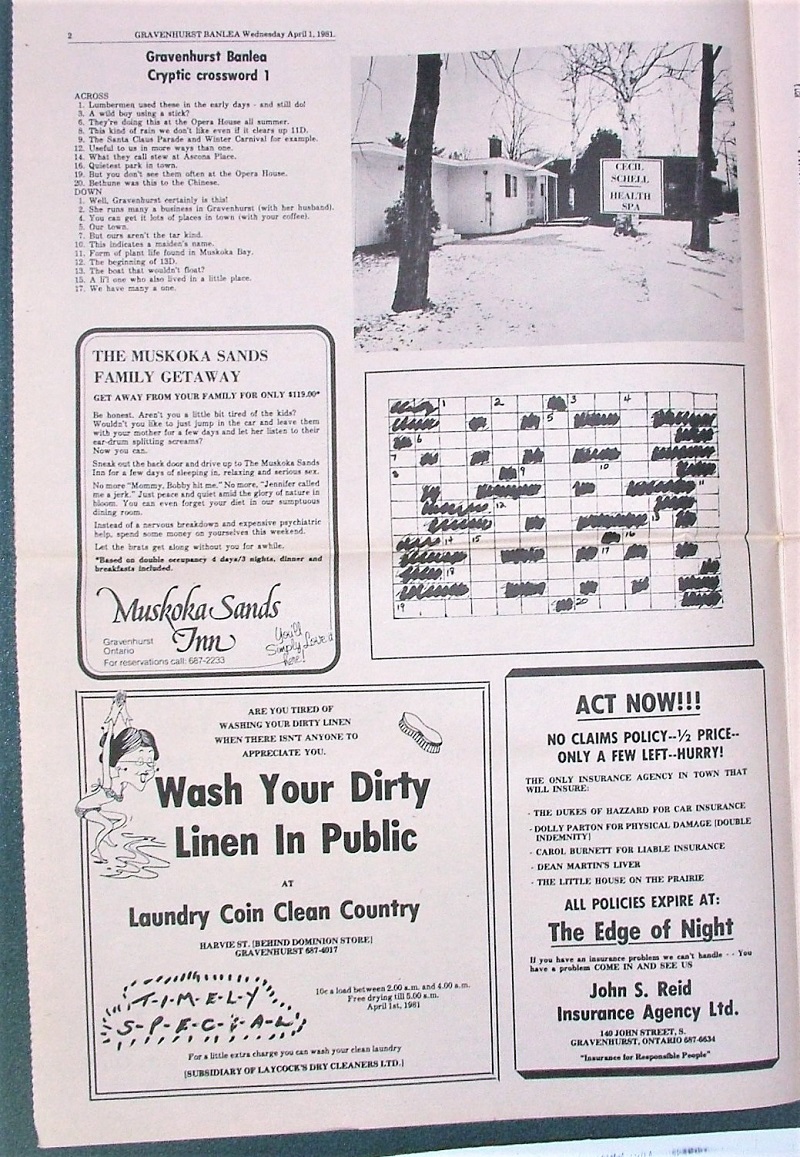 2 GRAVENHURST BANLEA Wednesday April 1, 1981.
Gravenhurst Banlea
Cryptic crossword 1
ACROSS
1. Lumbermen used these in the early days - and still do!
3. A wild boy using a stick?
6. They're doing this at the Opera House all summer.
8. This kind of rain we don't like even if it clears up 11D.
9. The Santa Claus Parade and Winter Carnival for example.
12. Useful to us in more ways than one.
14. What they call stew at Ascona Place.
16. Quietest park in town.
19. But you don't see them often at the Opera House.
20. Bethune was this to the Chinese.
DOWN
1. Well, Gravenhurst certainly is this!
2. She runs many a business in Gravenhurst (with her husband).
4. You can get it lots of places in town (with your coffee).
5. Our town.
7. But ours aren't the tar kind.
10. This indicates a maiden's name.
11. Form of plant life found in Muskoka Bay.
12. The beginning of 13D.
13. The boat that wouldn't float?
15. A li'l one who also lived in a little place.
17. We have many a one.
CECIL
SCHELL
HEALTH
SPA
THE MUSKOKA SANDS
FAMILY GETAWAY
GET AWAY FROM YOUR FAMILY FOR ONLY $119.00*
Be honest. Aren't you a little bit tired of the kids?
Wouldn't you like to just jump in the car and leave them
with your mother for a few days and let her listen to their
ear-drum splitting screams?
Now you can.
Sneak out the back door and drive up to The Muskoka Sands
Inn for a few days of sleeping in, relaxing and serious sex.
No more "Mommy, Bobby hit me." No more, "Jennifer called
me a jerk." Just peace and quiet amid the glory of nature in
bloom. You can even forget your diet in our sumptuous
dining room.
Instead of a nervous breakdown and expensive psychiatric
help, spend some money on yourselves this weekend.
Let the brats get along without you for awhile.
*Based on double occupancy 4 days/3 nights, dinner and
breakfasts included.
Muskoka Sands
Inn
Gravenhurst
Ontario
For reservations call: 687-2233
You'll
Simply Love it
here!
1 2 3 4
5
6
7
8 9 10
11
12
13
14 15 16
17
18
19 20
ARE YOU TIRED OF
WASHING YOUR DIRTY LINEN
WHEN THERE ISN'T ANYONE TO
APPRECIATE YOU.
Wash Your Dirty
Linen In Public
AT
Laundry Coin Clean Country
HARVIE ST. [BEHIND DOMINION STORE]
GRAVENHURST 687-4017
T-I-M-E-L-Y
S-P-E-C-I-A-L
10c a load between 2.00 a.m. and 4.00 a.m.
Free drying till 5.00 a.m.
April 1st, 1981
For a little extra charge you can wash your clean laundry
[SUBSIDIARY OF LAYCOCK'S DRY CLEANERS LTD.]
ACT NOW!!!
NO CLAIMS POLICY--½ PRICE--
ONLY A FEW LEFT--HURRY!
THE ONLY INSURANCE AGENCY IN TOWN THAT
WILL INSURE:
- THE DUKES OF HAZZARD FOR CAR INSURANCE
- DOLLY PARTON FOR PHYSICAL DAMAGE [DOUBLE
INDEMNITY]
- CAROL BURNETT FOR LIABLE INSURANCE
- DEAN MARTIN'S LIVER
- THE LITTLE HOUSE ON THE PRAIRIE
ALL POLICIES EXPIRE AT:
The Edge of Night
If you have an insurance problem we can't handle - - You
have a problem COME IN AND SEE US
John S. Reid
Insurance Agency Ltd.
140 JOHN STREET, S.
GRAVENHURST, ONTARIO 687-6634
"Insurance for Responsible People"